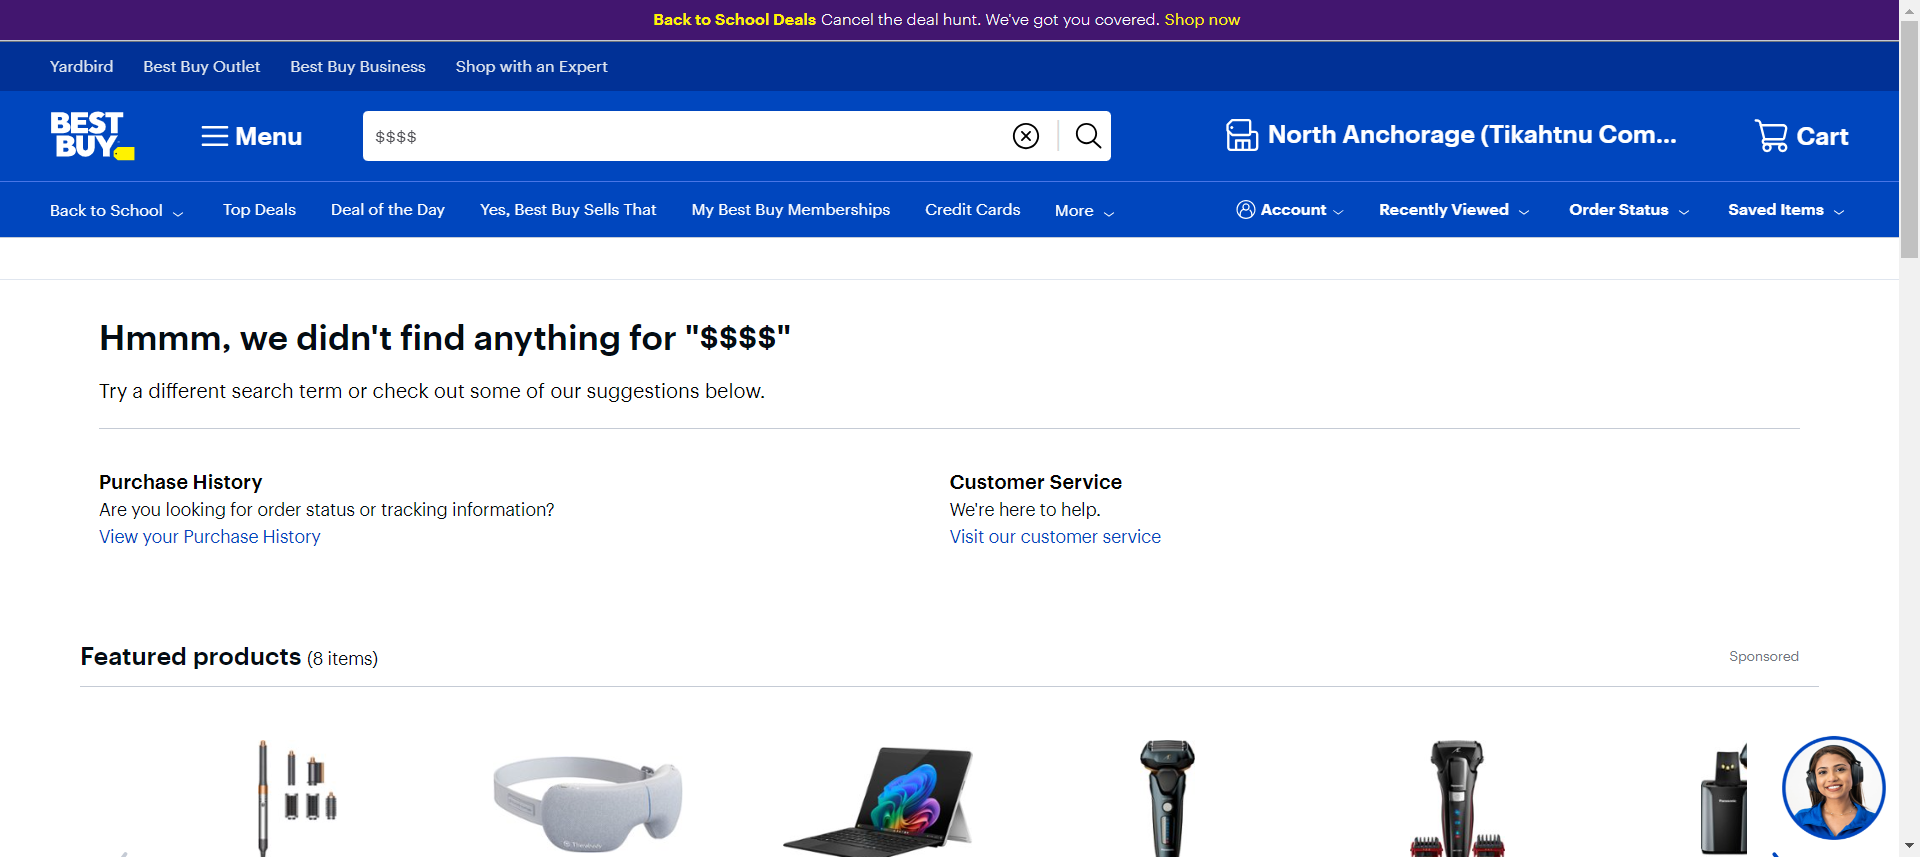 Back to School Deals Cancel the deal hunt. We've got you covered. Shop now
Yardbird Best Buy Outlet Best Buy Business Shop with an Expert
BEST
BUY
Menu
$$$$
North Anchorage (Tikahtnu Com...
Cart
Back to School Top Deals Deal of the Day Yes, Best Buy Sells That My Best Buy Memberships Credit Cards More Account Recently Viewed Order Status Saved Items
Hmmm, we didn't find anything for "$$$$"
Try a different search term or check out some of our suggestions below.
Purchase History
Are you looking for order status or tracking information?
View your Purchase History
Customer Service
We're here to help.
Visit our customer service
Featured products (8 items)
Sponsored